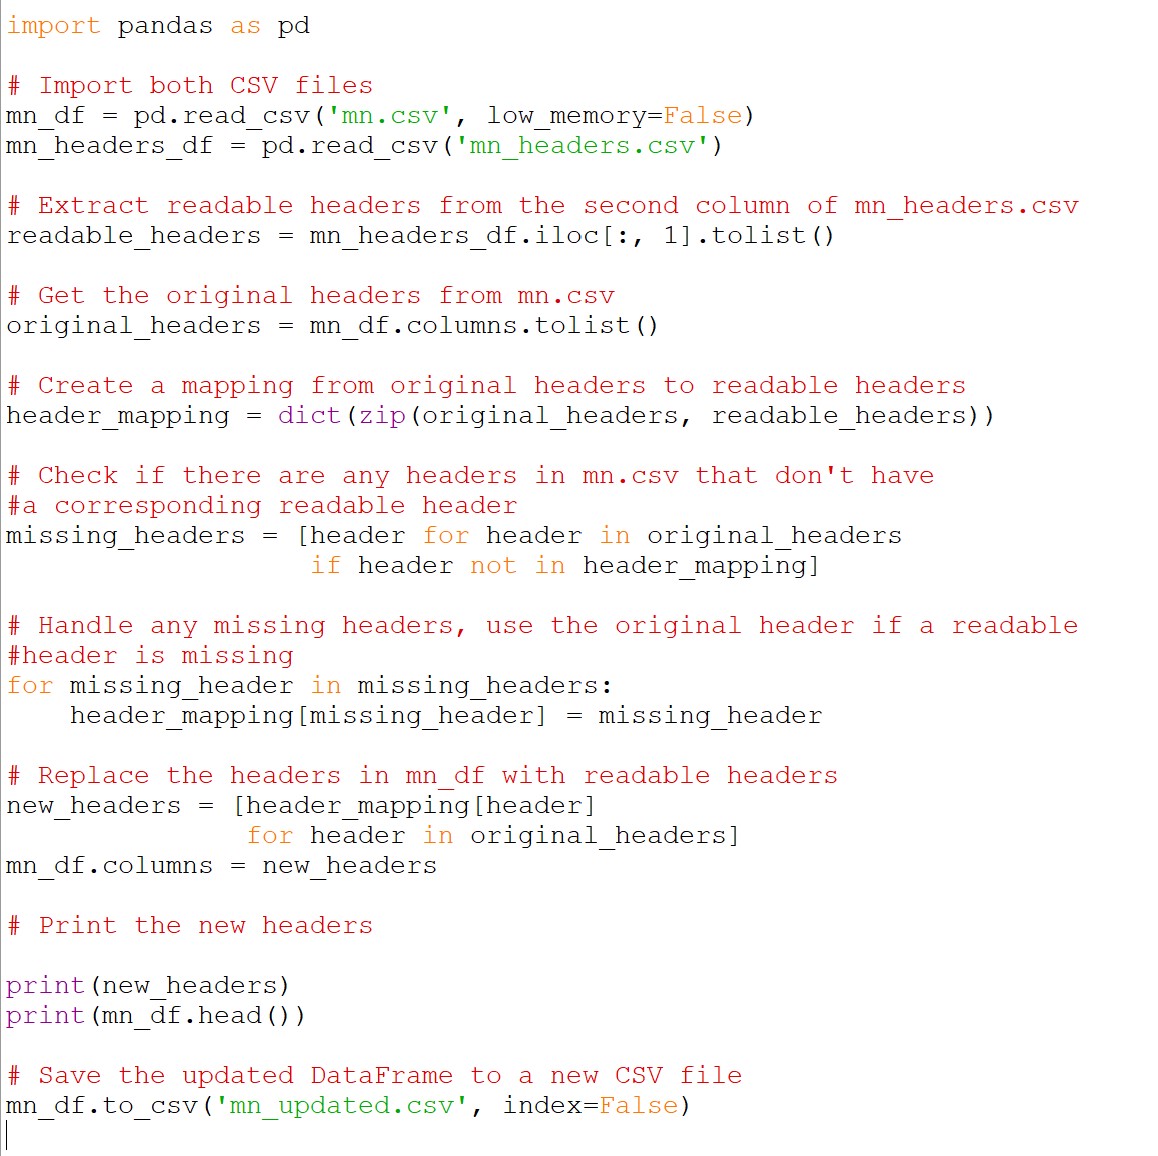 import pandas as pd
# Import both CSV files
mn_df = pd.read_csv('mn.csv', low_memory=False)
mn_headers_df = pd.read_csv('mn_headers.csv')
# Extract readable headers from the second column of mn_headers.csv
readable_headers = mn_headers_df.iloc[:, 1].tolist()
# Get the original headers from mn.csv
original_headers = mn_df.columns.tolist()
# Create a mapping from original headers to readable headers
header_mapping = dict(zip(original_headers, readable_headers))
# Check if there are any headers in mn.csv that don't have
#a corresponding readable header
missing_headers = [header for header in original_headers
                   if header not in header_mapping]
# Handle any missing headers, use the original header if a readable
#header is missing
for missing_header in missing_headers:
    header_mapping[missing_header] = missing_header
# Replace the headers in mn_df with readable headers
new_headers = [header_mapping[header]
               for header in original_headers]
mn_df.columns = new_headers
# Print the new headers
print(new_headers)
print(mn_df.head())
# Save the updated DataFrame to a new CSV file
mn_df.to_csv('mn_updated.csv', index=False)